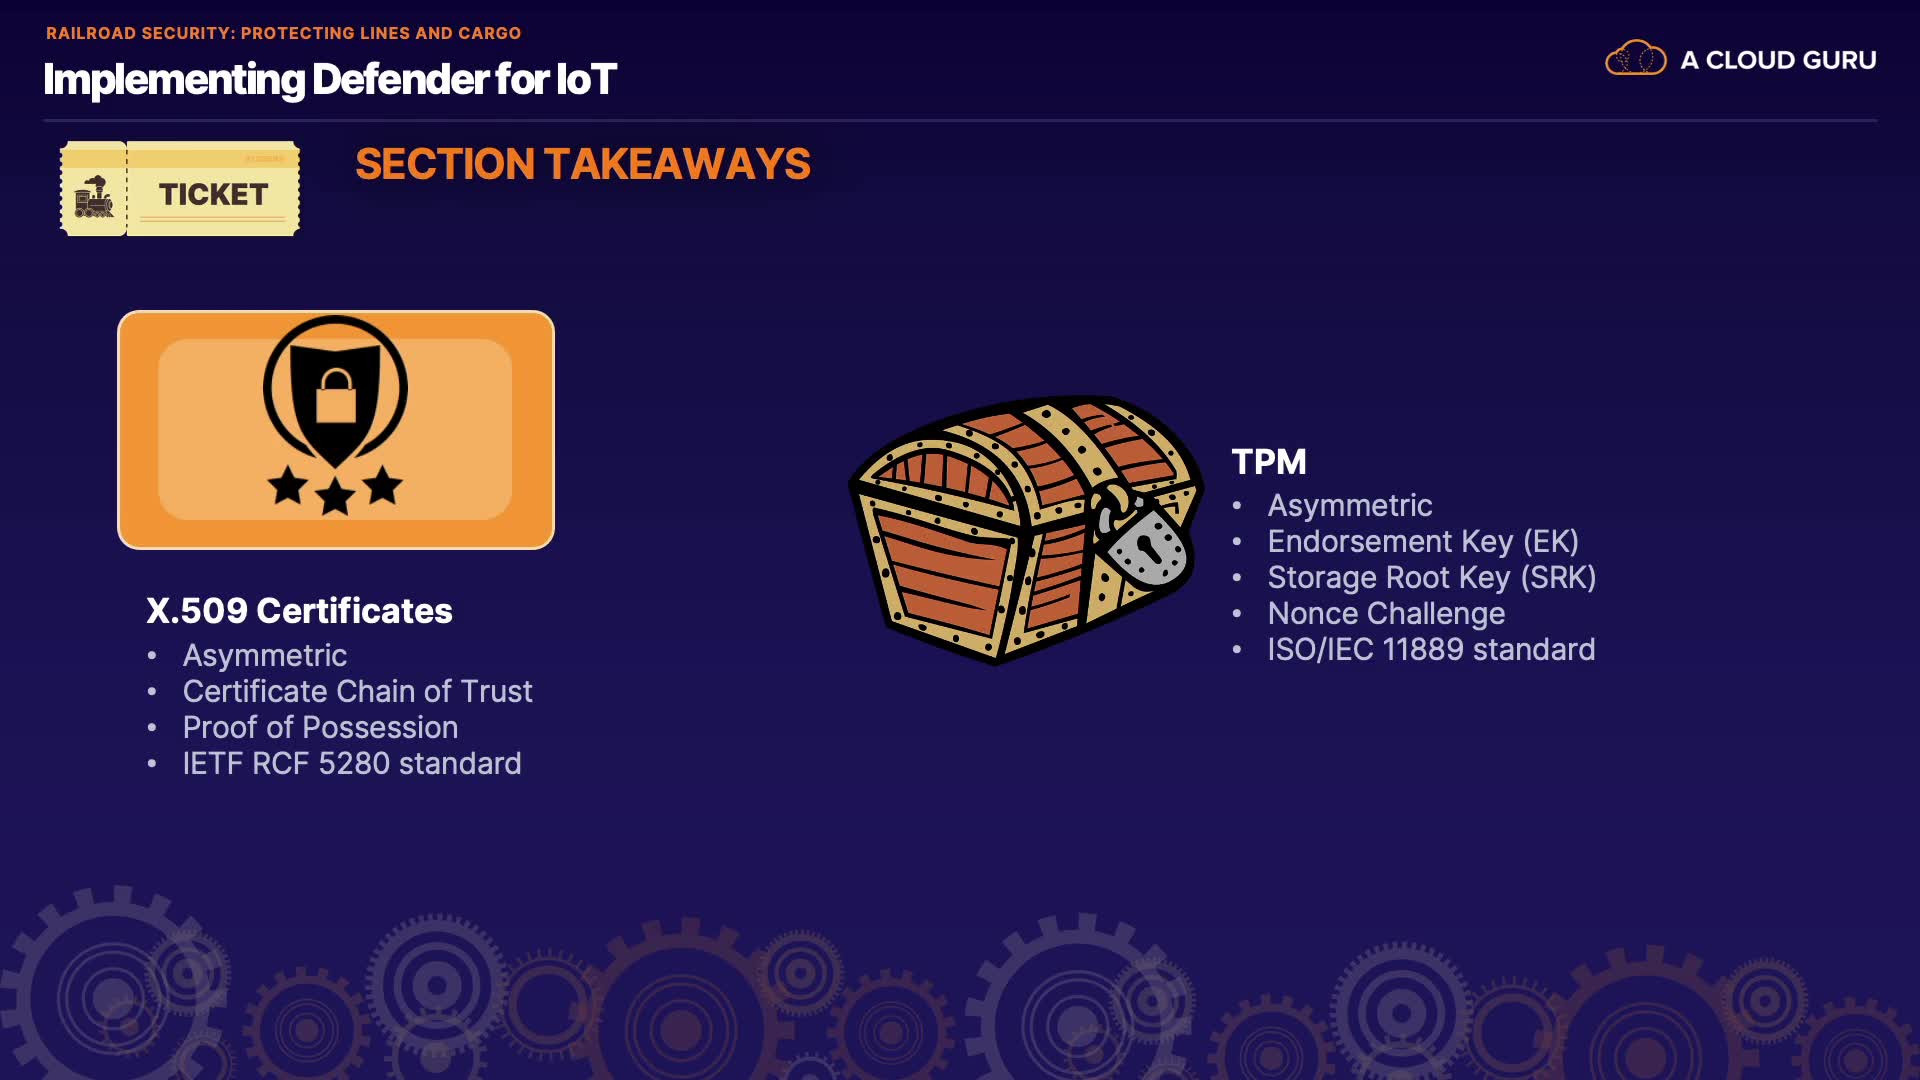 RAILROAD SECURITY: PROTECTING LINES AND CARGO
Implementing Defender for IoT
A CLOUD GURU
TICKET
SECTION TAKEAWAYS
X.509 Certificates
• Asymmetric
• Certificate Chain of Trust
• Proof of Possession
• IETF RCF 5280 standard
TPM
• Asymmetric
• Endorsement Key (EK)
• Storage Root Key (SRK)
• Nonce Challenge
• ISO/IEC 11889 standard